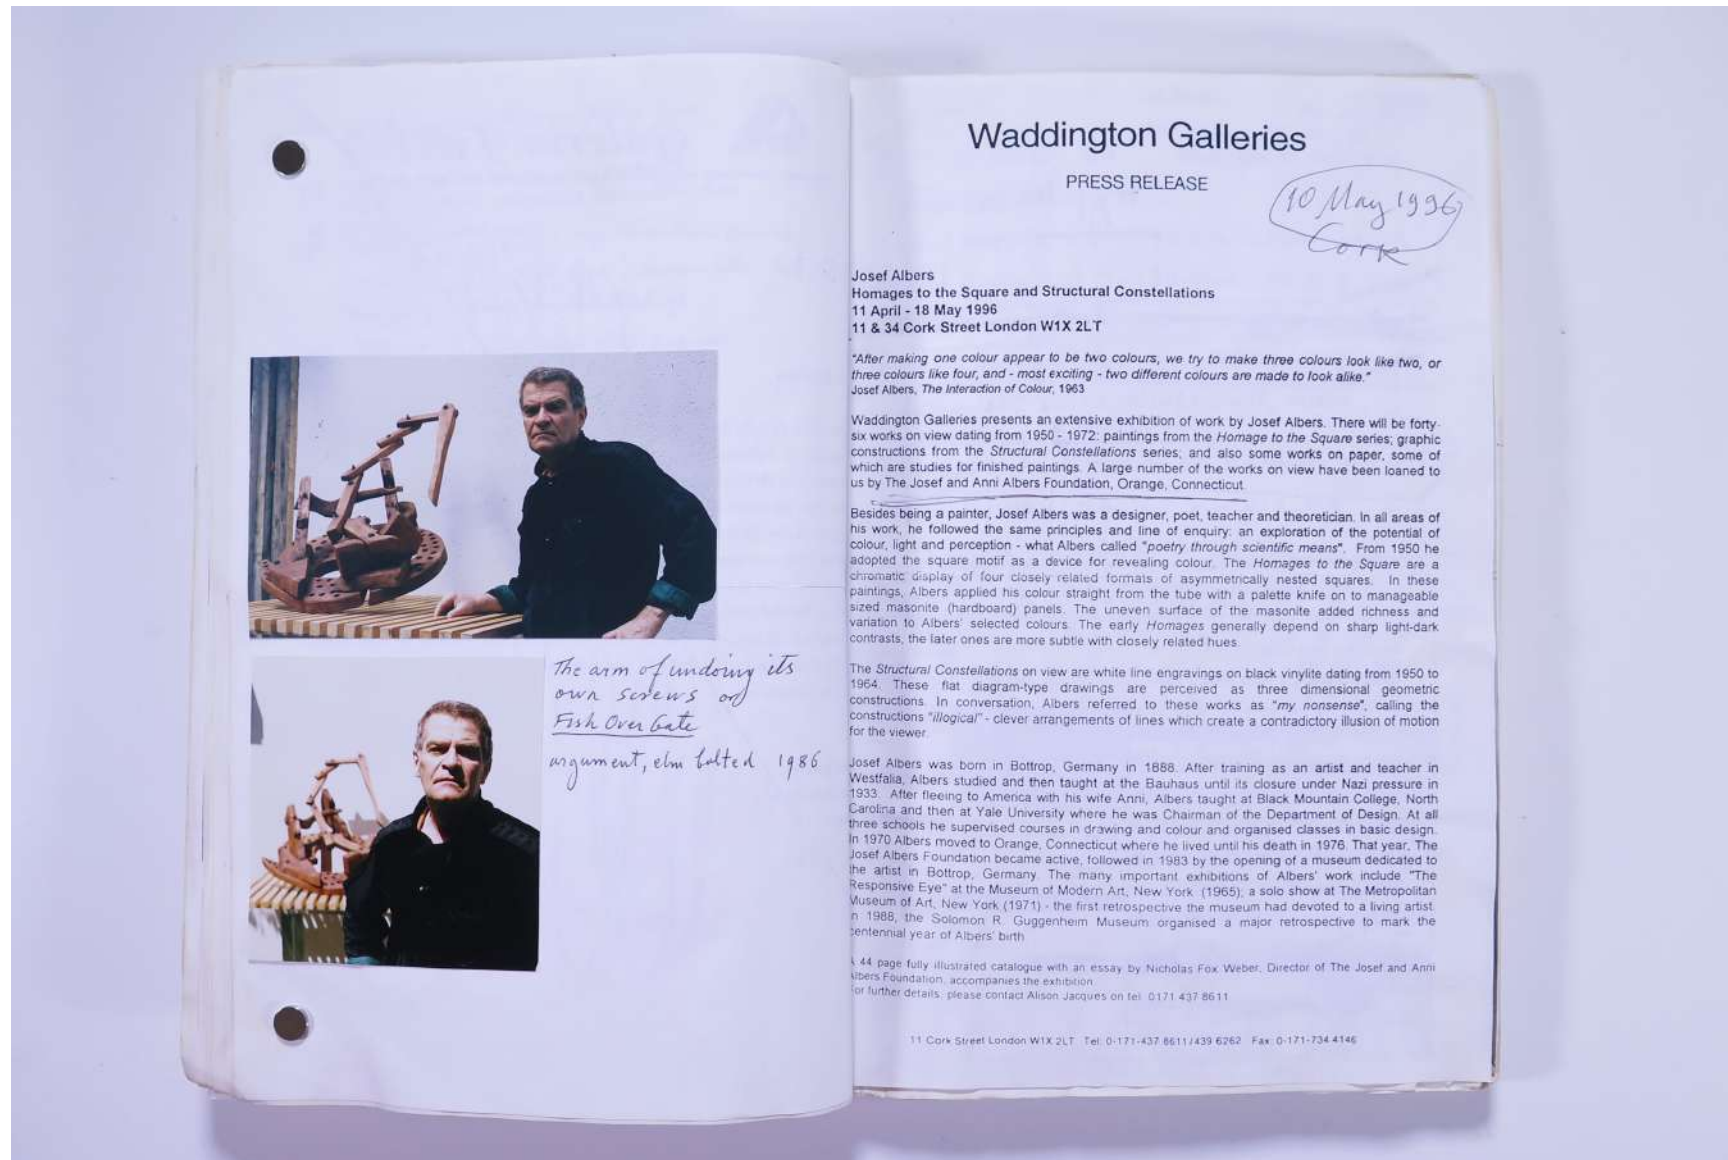 The arm of undoing its
own screws or
Fish Over Gate
argument, elm bolted 1986
Waddington Galleries
PRESS RELEASE
10 May 1996
Cork
Josef Albers
Homages to the Square and Structural Constellations
11 April - 18 May 1996
11 & 34 Cork Street London W1X 2LT
"After making one colour appear to be two colours, we try to make three colours look like two, or
three colours like four, and - most exciting - two different colours are made to look alike."
Josef Albers, The Interaction of Colour, 1963
Waddington Galleries presents an extensive exhibition of work by Josef Albers. There will be forty-
six works on view dating from 1950 - 1972: paintings from the Homage to the Square series; graphic
constructions from the Structural Constellations series; and also some works on paper, some of
which are studies for finished paintings. A large number of the works on view have been loaned to
us by The Josef and Anni Albers Foundation, Orange, Connecticut.
Besides being a painter, Josef Albers was a designer, poet, teacher and theoretician. In all areas of
his work, he followed the same principles and line of enquiry: an exploration of the potential of
colour, light and perception - what Albers called "poetry through scientific means". From 1950 he
adopted the square motif as a device for revealing colour. The Homages to the Square are a
chromatic display of four closely related formats of asymmetrically nested squares. In these
paintings, Albers applied his colour straight from the tube with a palette knife on to manageable
sized masonite (hardboard) panels. The uneven surface of the masonite added richness and
variation to Albers' selected colours. The early Homages generally depend on sharp light-dark
contrasts, the later ones are more subtle with closely related hues.
The Structural Constellations on view are white line engravings on black vinylite dating from 1950 to
1964. These flat diagram-type drawings are perceived as three dimensional geometric
constructions. In conversation, Albers referred to these works as "my nonsense", calling the
constructions "illogical" - clever arrangements of lines which create a contradictory illusion of motion
for the viewer.
Josef Albers was born in Bottrop, Germany in 1888. After training as an artist and teacher in
Westfalia, Albers studied and then taught at the Bauhaus until its closure under Nazi pressure in
1933. After fleeing to America with his wife Anni, Albers taught at Black Mountain College, North
Carolina and then at Yale University where he was Chairman of the Department of Design. At all
three schools he supervised courses in drawing and colour and organised classes in basic design.
In 1970 Albers moved to Orange, Connecticut where he lived until his death in 1976. That year, The
Josef Albers Foundation became active, followed in 1983 by the opening of a museum dedicated to
the artist in Bottrop, Germany. The many important exhibitions of Albers' work include "The
Responsive Eye" at the Museum of Modern Art, New York (1965); a solo show at The Metropolitan
Museum of Art, New York (1971) - the first retrospective the museum had devoted to a living artist.
n 1988, the Solomon R. Guggenheim Museum organised a major retrospective to mark the
centennial year of Albers' birth
44 page fully illustrated catalogue with an essay by Nicholas Fox Weber, Director of The Josef and Anni
Albers Foundation, accompanies the exhibition.
For further details, please contact Alison Jacques on tel: 0171 437 8611
11 Cork Street London W1X 2LT Tel: 0-171-437 8611/439 6262 Fax: 0-171-734 4146